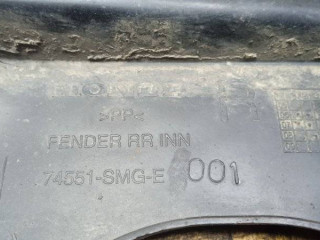 HONDA
>PP<
FENDER RR, INN
74551-SMG-E 001